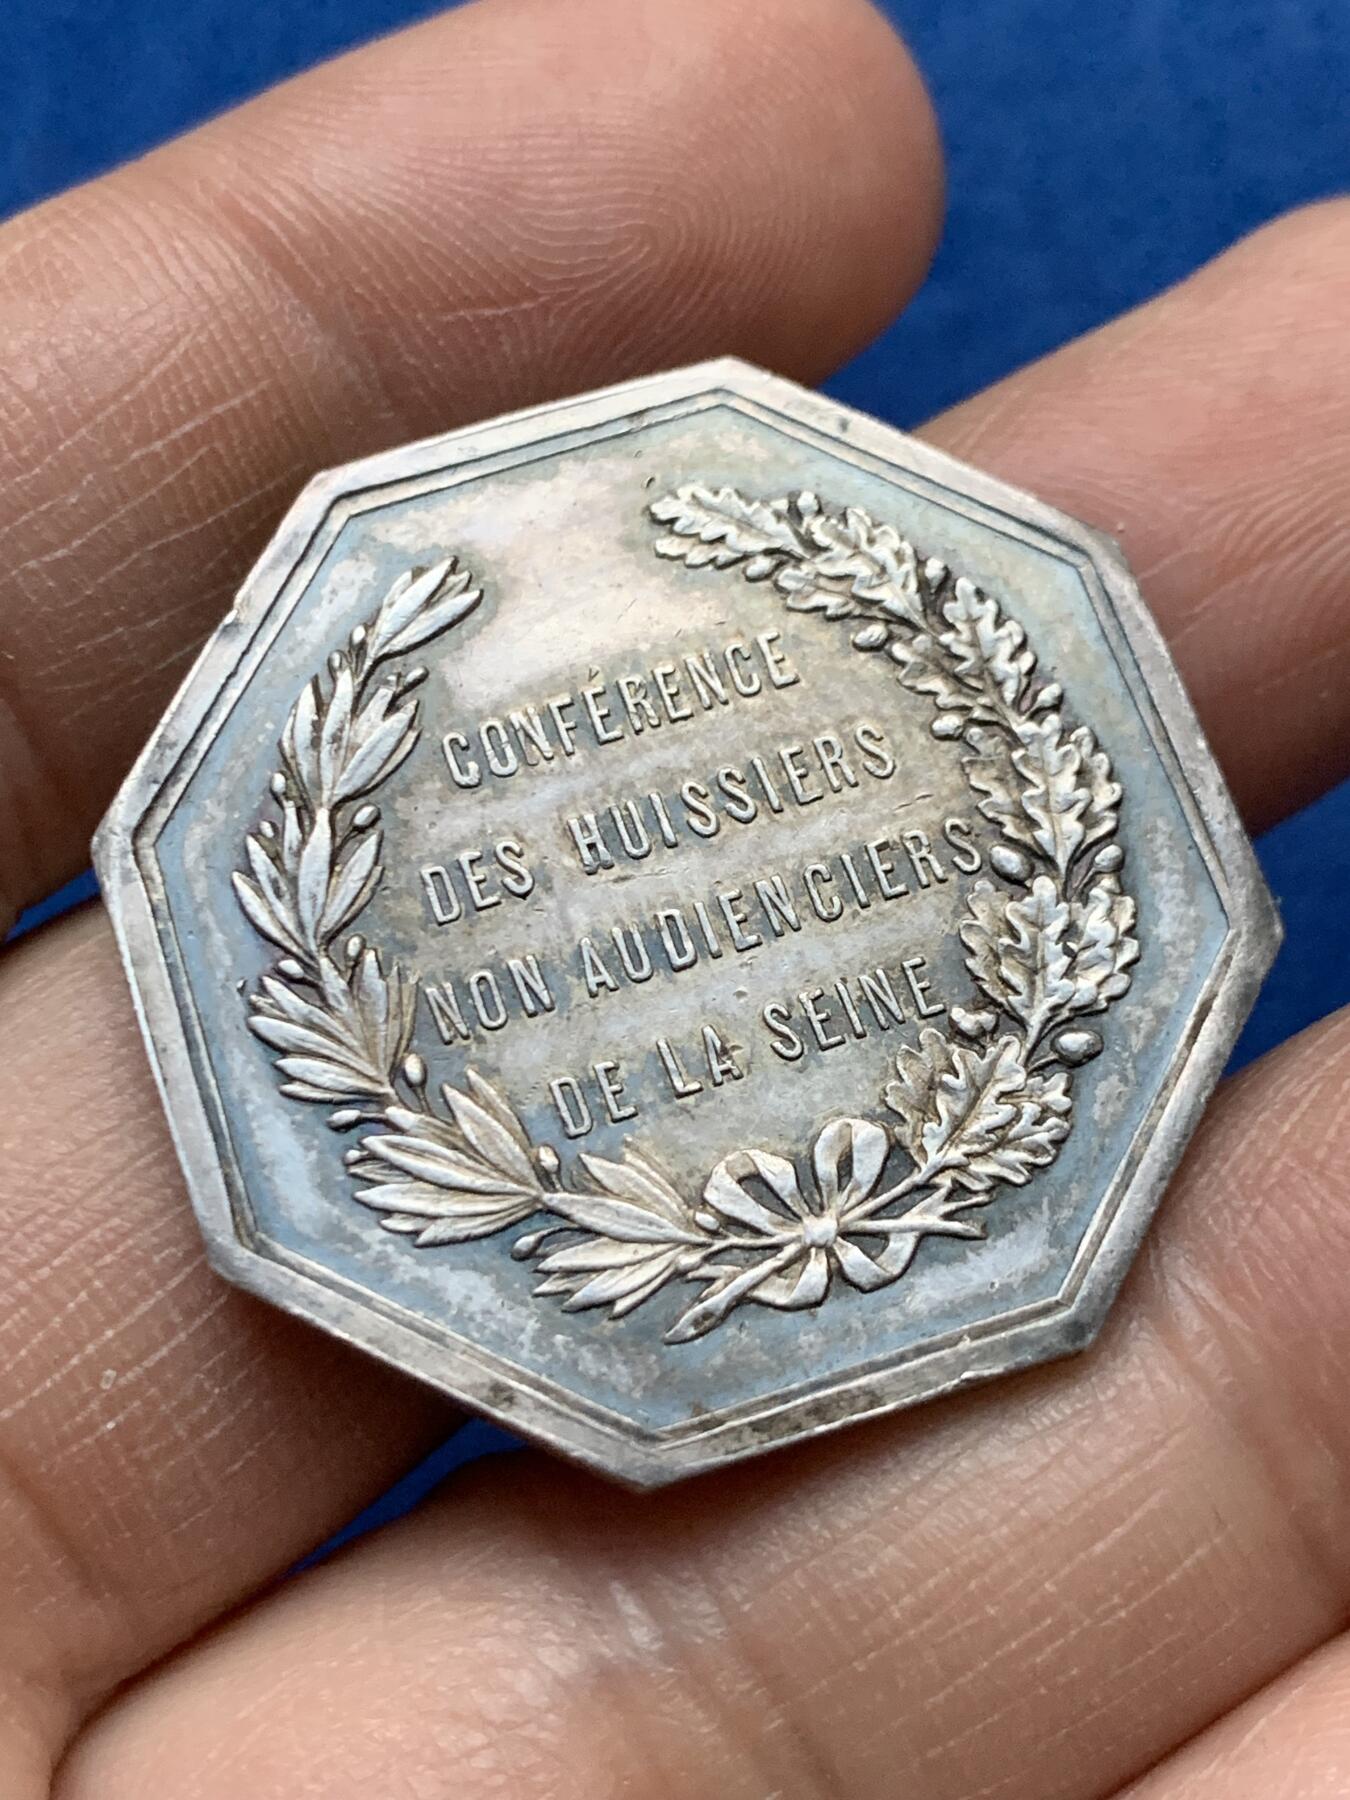 CONFÉRENCE
DES HUISSIERS
NON AUDIENCIERS
DE LA SEINE